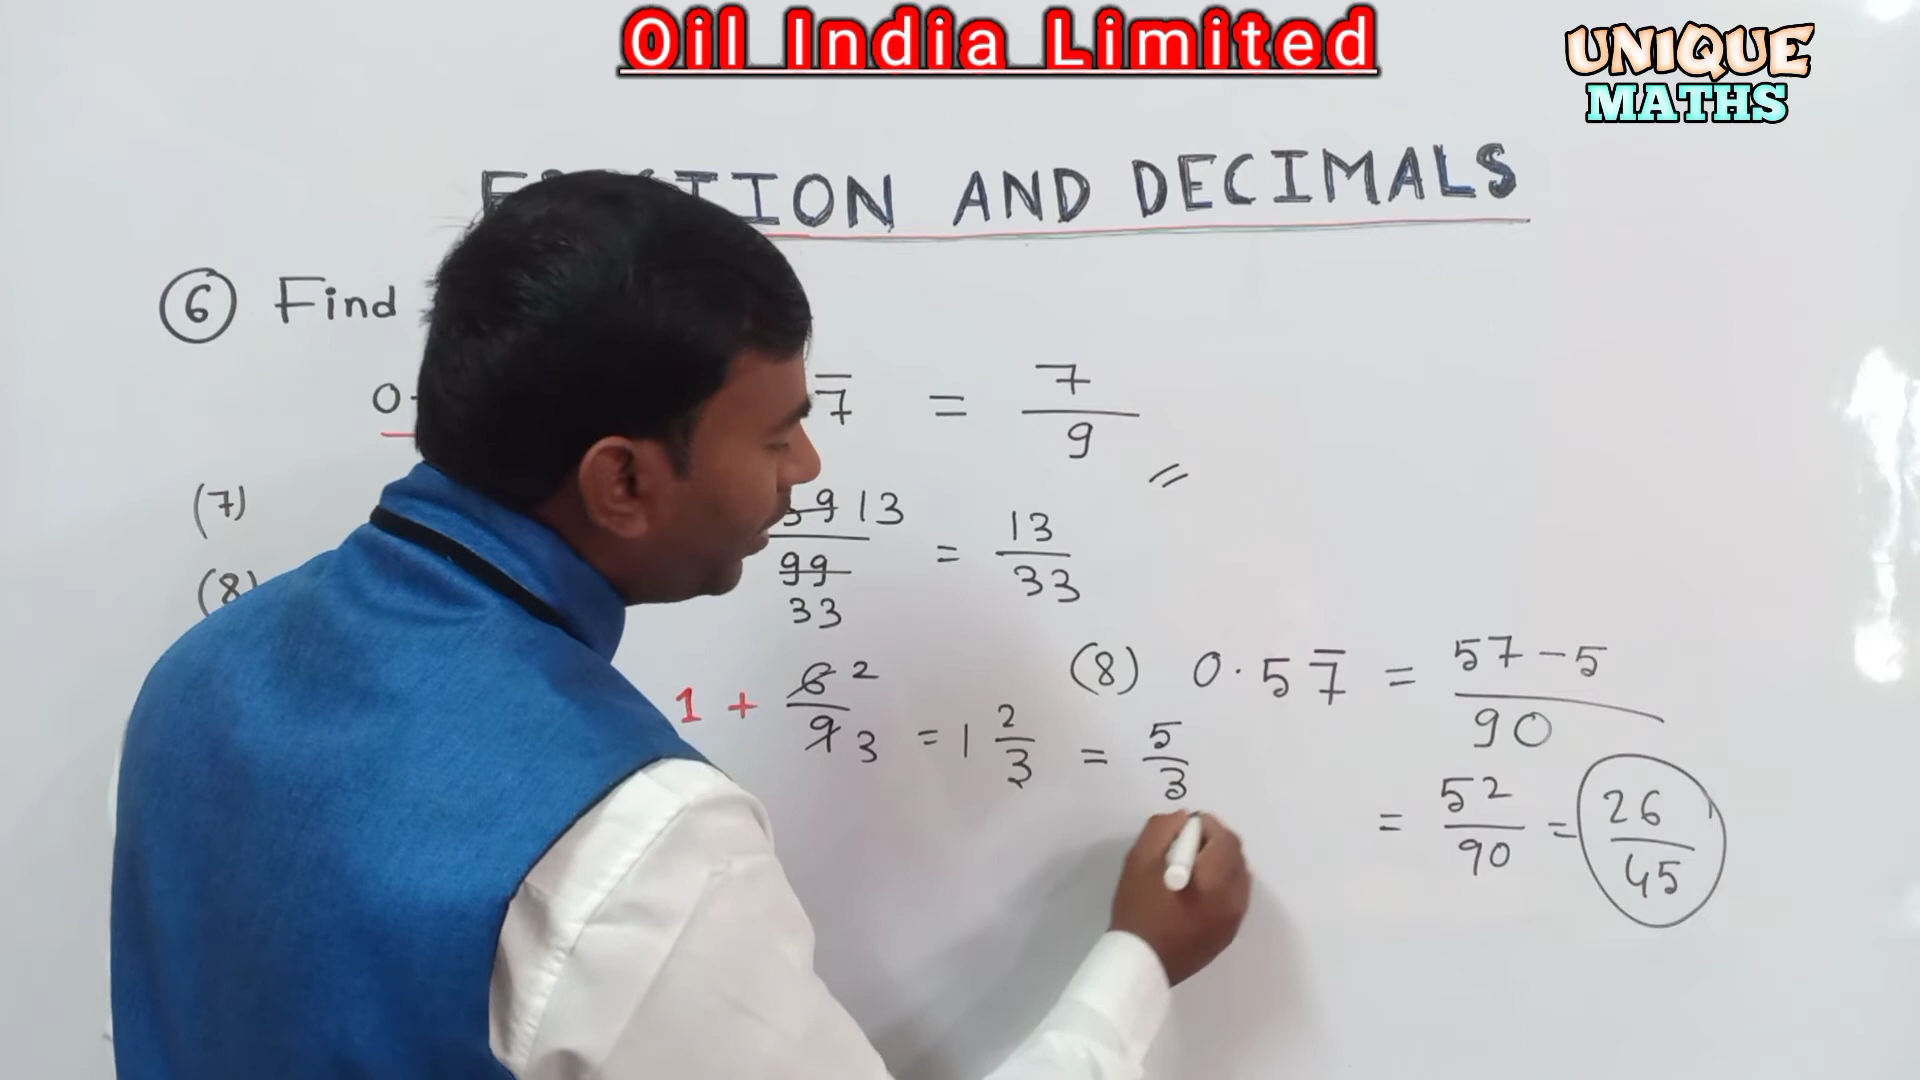 Oil India Limited
UNIQUE
MATHS
AND DECIMALS
6 Find
0. 7̅ = 7/9
(7) 39 13 / 99 33 = 13/33
(8)
1 + 6 2 / 9 3 = 1 2/3 = 5/3
(8) 0.57̅ = 57-5 / 90
= 52/90 = 26/45